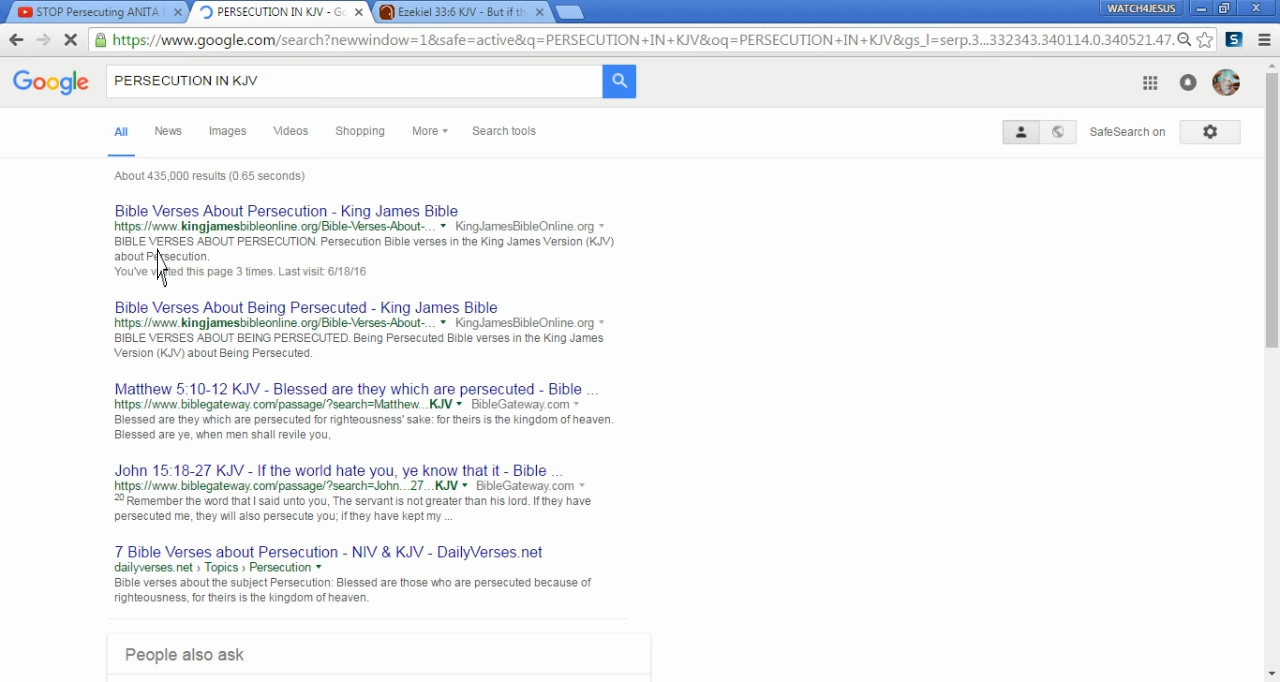 STOP Persecuting ANITA
PERSECUTION IN KJV - Go
Ezekiel 33:6 KJV - But if th
WATCH4JESUS
https://www.google.com/search?newwindow=1&safe=active&q=PERSECUTION+IN+KJV&oq=PERSECUTION+IN+KJV&gs_l=serp.3...332343.340114.0.340521.47.
S
Google
PERSECUTION IN KJV
All News Images Videos Shopping More Search tools
SafeSearch on
About 435,000 results (0.65 seconds)
Bible Verses About Persecution - King James Bible
https://www.kingjamesbibleonline.org/Bible-Verses-About-... KingJamesBibleOnline.org
BIBLE VERSES ABOUT PERSECUTION. Persecution Bible verses in the King James Version (KJV)
about Persecution.
You've visited this page 3 times. Last visit: 6/18/16
Bible Verses About Being Persecuted - King James Bible
https://www.kingjamesbibleonline.org/Bible-Verses-About-... KingJamesBibleOnline.org
BIBLE VERSES ABOUT BEING PERSECUTED. Being Persecuted Bible verses in the King James
Version (KJV) about Being Persecuted.
Matthew 5:10-12 KJV - Blessed are they which are persecuted - Bible ...
https://www.biblegateway.com/passage/?search=Matthew...KJV BibleGateway.com
Blessed are they which are persecuted for righteousness' sake: for theirs is the kingdom of heaven.
Blessed are ye, when men shall revile you,
John 15:18-27 KJV - If the world hate you, ye know that it - Bible ...
https://www.biblegateway.com/passage/?search=John...27...KJV BibleGateway.com
20 Remember the word that I said unto you, The servant is not greater than his lord. If they have
persecuted me, they will also persecute you; if they have kept my ...
7 Bible Verses about Persecution - NIV & KJV - DailyVerses.net
dailyverses.net › Topics › Persecution
Bible verses about the subject Persecution: Blessed are those who are persecuted because of
righteousness, for theirs is the kingdom of heaven.
People also ask